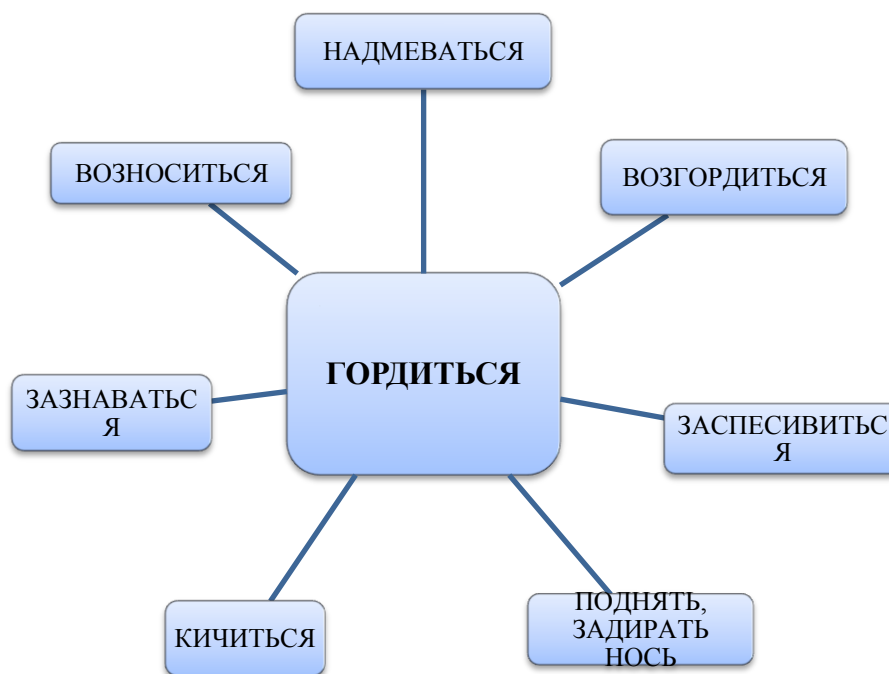 НАДМЕВАТЬСЯ
ВОЗНОСИТЬСЯ
ВОЗГОРДИТЬСЯ
ГОРДИТЬСЯ
ЗАЗНАВАТЬС
Я
ЗАСПЕСИВИТЬС
Я
КИЧИТЬСЯ
ПОДНЯТЬ,
ЗАДИРАТЬ
НОСЬ